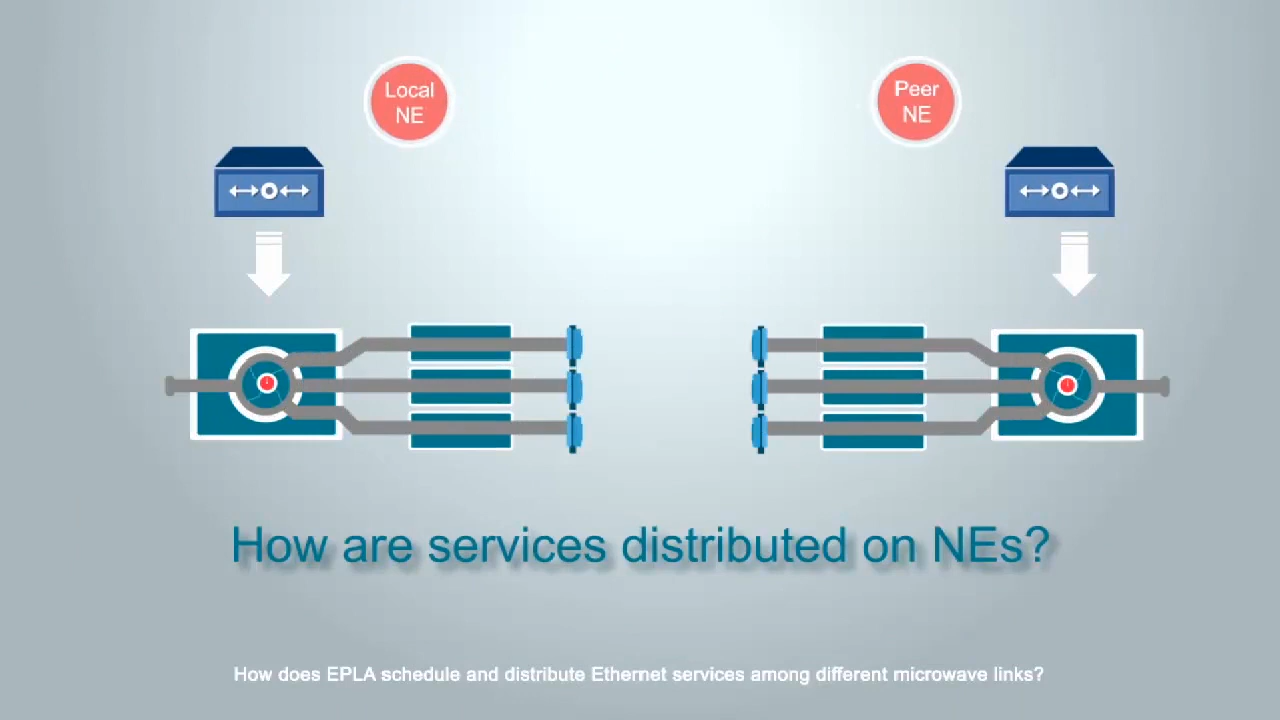 Local
NE
Peer
NE
How are services distributed on NEs?
How does EPLA schedule and distribute Ethernet services among different microwave links?